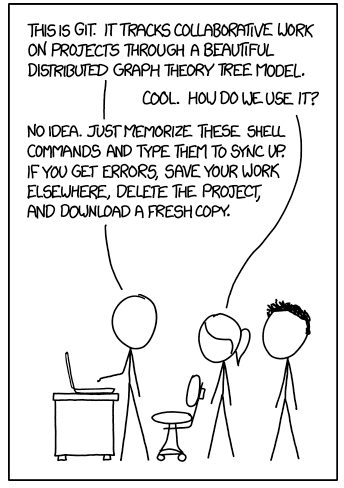 THIS IS GIT. IT TRACKS COLLABORATIVE WORK
ON PROJECTS THROUGH A BEAUTIFUL
DISTRIBUTED GRAPH THEORY TREE MODEL.
COOL. HOW DO WE USE IT?
NO IDEA. JUST MEMORIZE THESE SHELL
COMMANDS AND TYPE THEM TO SYNC UP.
IF YOU GET ERRORS, SAVE YOUR WORK
ELSEWHERE, DELETE THE PROJECT,
AND DOWNLOAD A FRESH COPY.